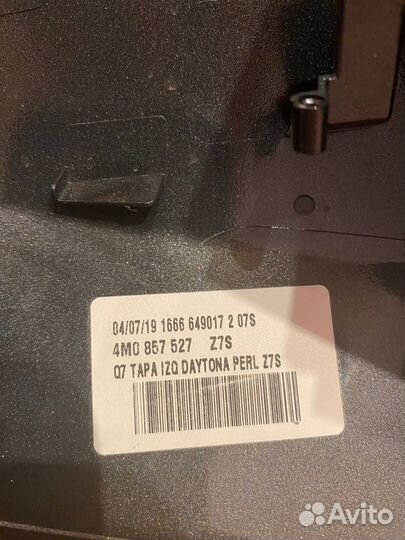 04/07/19 1666 649017 2 07S
4M0 857 527 Z7S
Q7 TAPA IZQ DAYTONA PERL Z7S
Avito